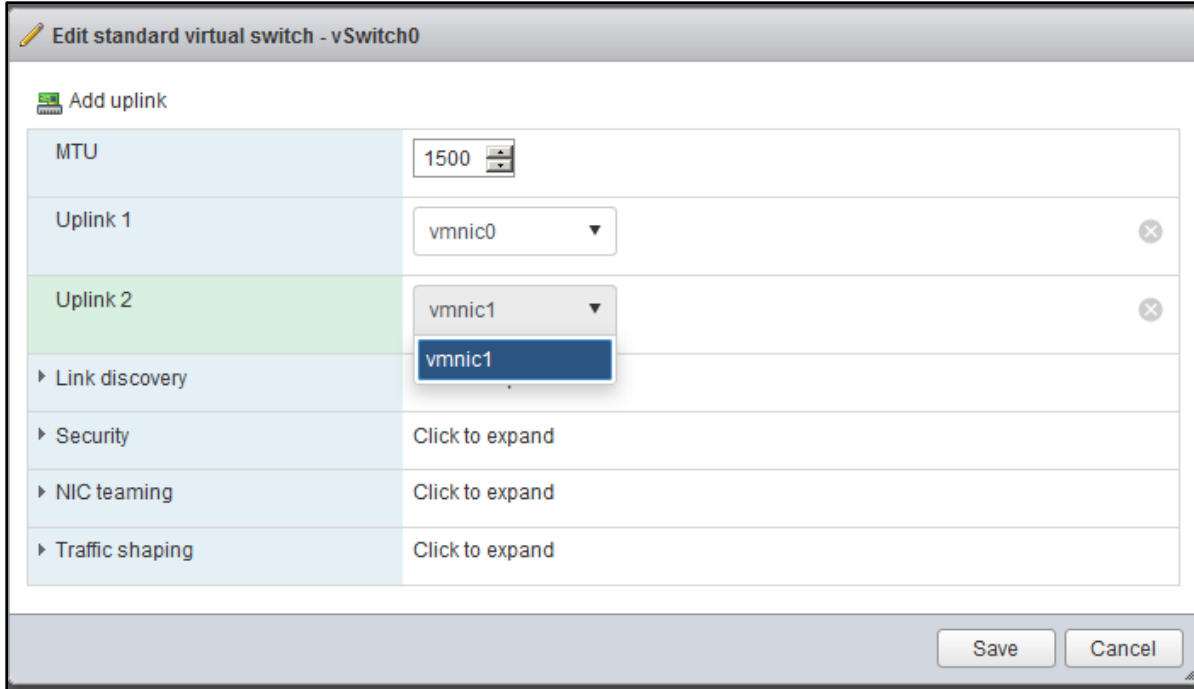 Edit standard virtual switch - vSwitch0
Add uplink
MTU 1500
Uplink 1 vmnic0
Uplink 2 vmnic1
vmnic1
Link discovery
Security Click to expand
NIC teaming Click to expand
Traffic shaping Click to expand
Save Cancel